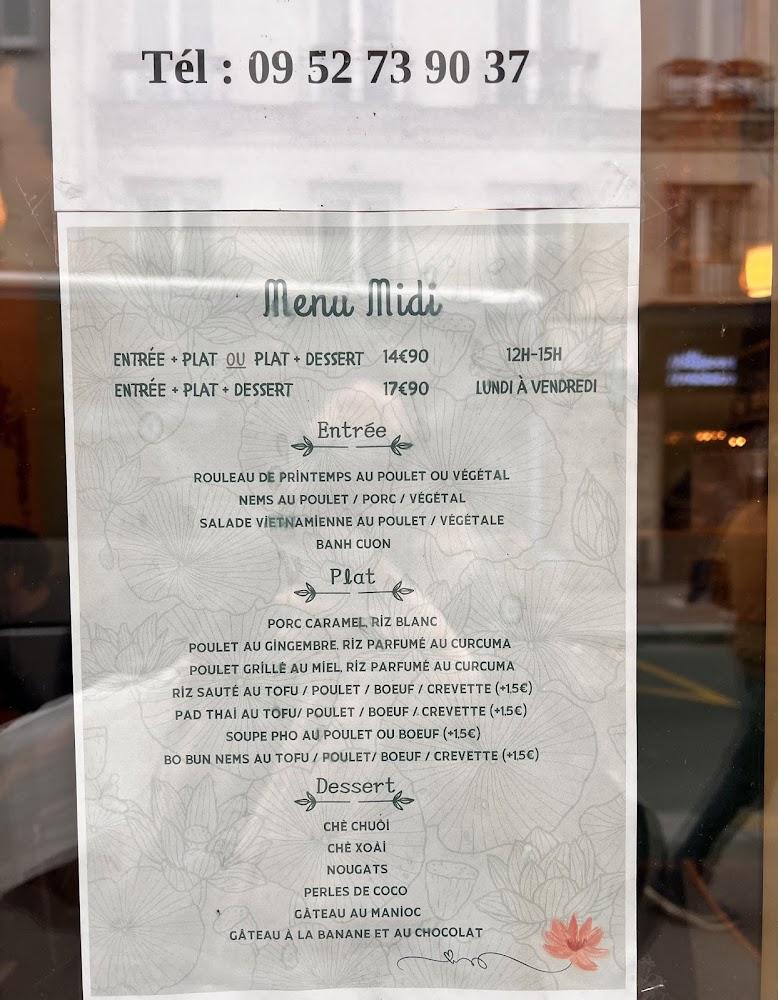 Tél : 09 52 73 90 37
Menu Midi
ENTRÉE + PLAT OU PLAT + DESSERT 14€90 12H-15H
ENTRÉE + PLAT + DESSERT 17€90 LUNDI À VENDREDI
Entrée
ROULEAU DE PRINTEMPS AU POULET OU VÉGÉTAL
NEMS AU POULET / PORC / VÉGÉTAL
SALADE VIETNAMIENNE AU POULET / VÉGÉTALE
BANH CUON
Plat
PORC CARAMEL, RIZ BLANC
POULET AU GINGEMBRE, RIZ PARFUMÉ AU CURCUMA
POULET GRILLÉ AU MIEL, RIZ PARFUMÉ AU CURCUMA
RIZ SAUTÉ AU TOFU / POULET / BOEUF / CREVETTE (+1.5€)
PAD THAI AU TOFU/ POULET / BOEUF / CREVETTE (+1.5€)
SOUPE PHO AU POULET OU BOEUF (+1.5€)
BO BUN NEMS AU TOFU / POULET/ BOEUF / CREVETTE (+1.5€)
Dessert
CHÈ CHUỐI
CHÈ XOÀI
NOUGATS
PERLES DE COCO
GÂTEAU AU MANIOC
GÂTEAU À LA BANANE ET AU CHOCOLAT